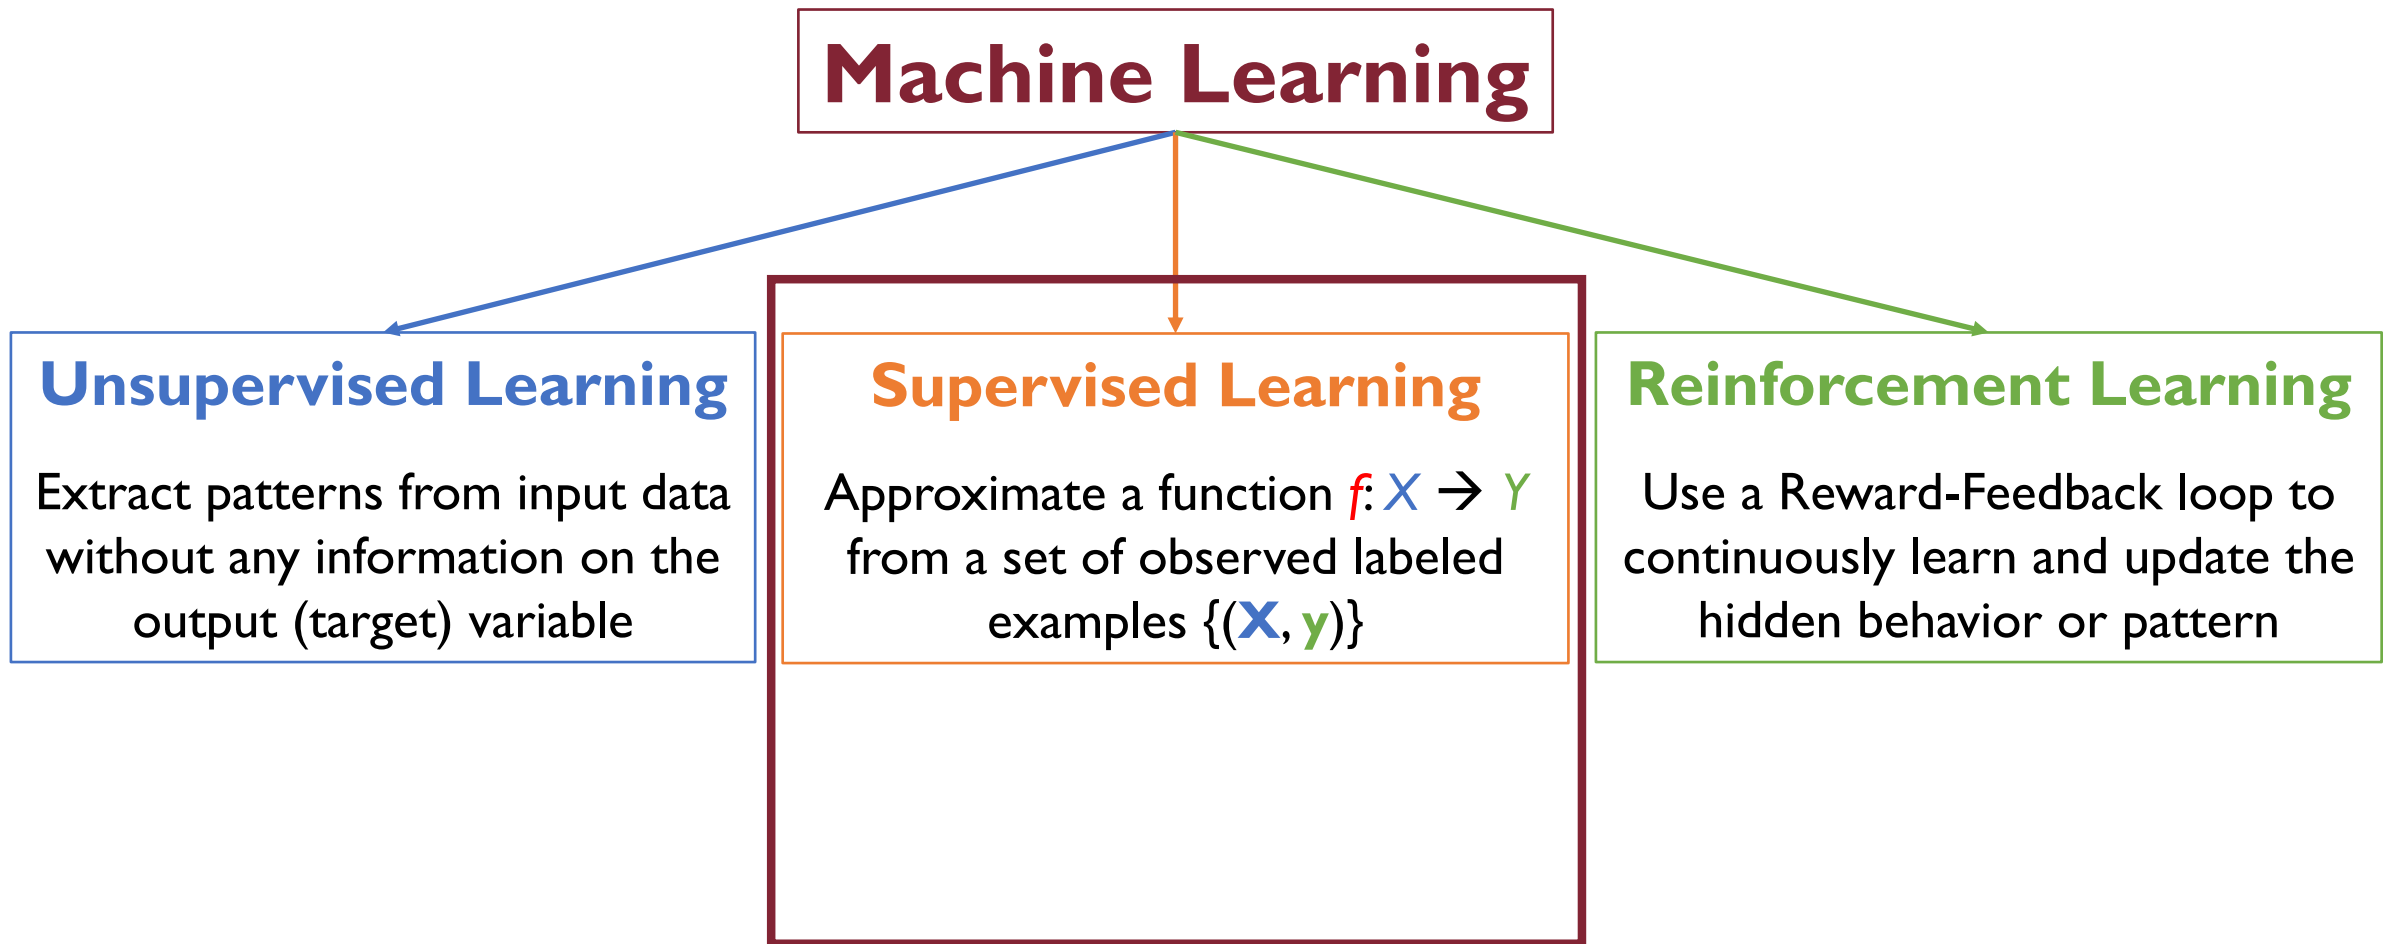 Machine Learning
Unsupervised Learning
Extract patterns from input data
without any information on the
output (target) variable
Supervised Learning
Approximate a function f: X → Y
from a set of observed labeled
examples {(X, y)}
Reinforcement Learning
Use a Reward-Feedback loop to
continuously learn and update the
hidden behavior or pattern